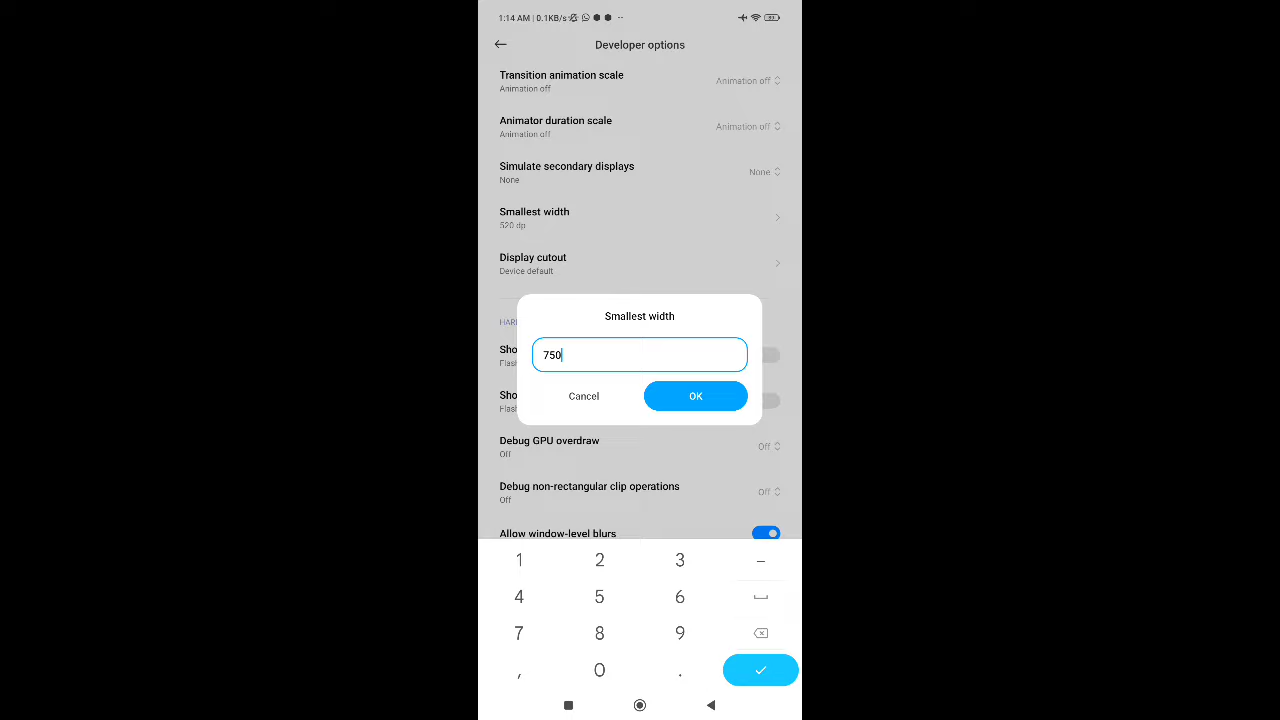 1:14 AM | 0.1KB/s
Developer options
Transition animation scale
Animation off
Animation off
Animator duration scale
Animation off
Animation off
Simulate secondary displays
None
None
Smallest width
520 dp
Display cutout
Device default
HAR
Smallest width
Sho
Flas
750
Cancel
OK
Sho
Flas
Debug GPU overdraw
Off
Off
Debug non-rectangular clip operations
Off
Off
Allow window-level blurs
1 2 3 –
4 5 6
7 8 9
, 0 .